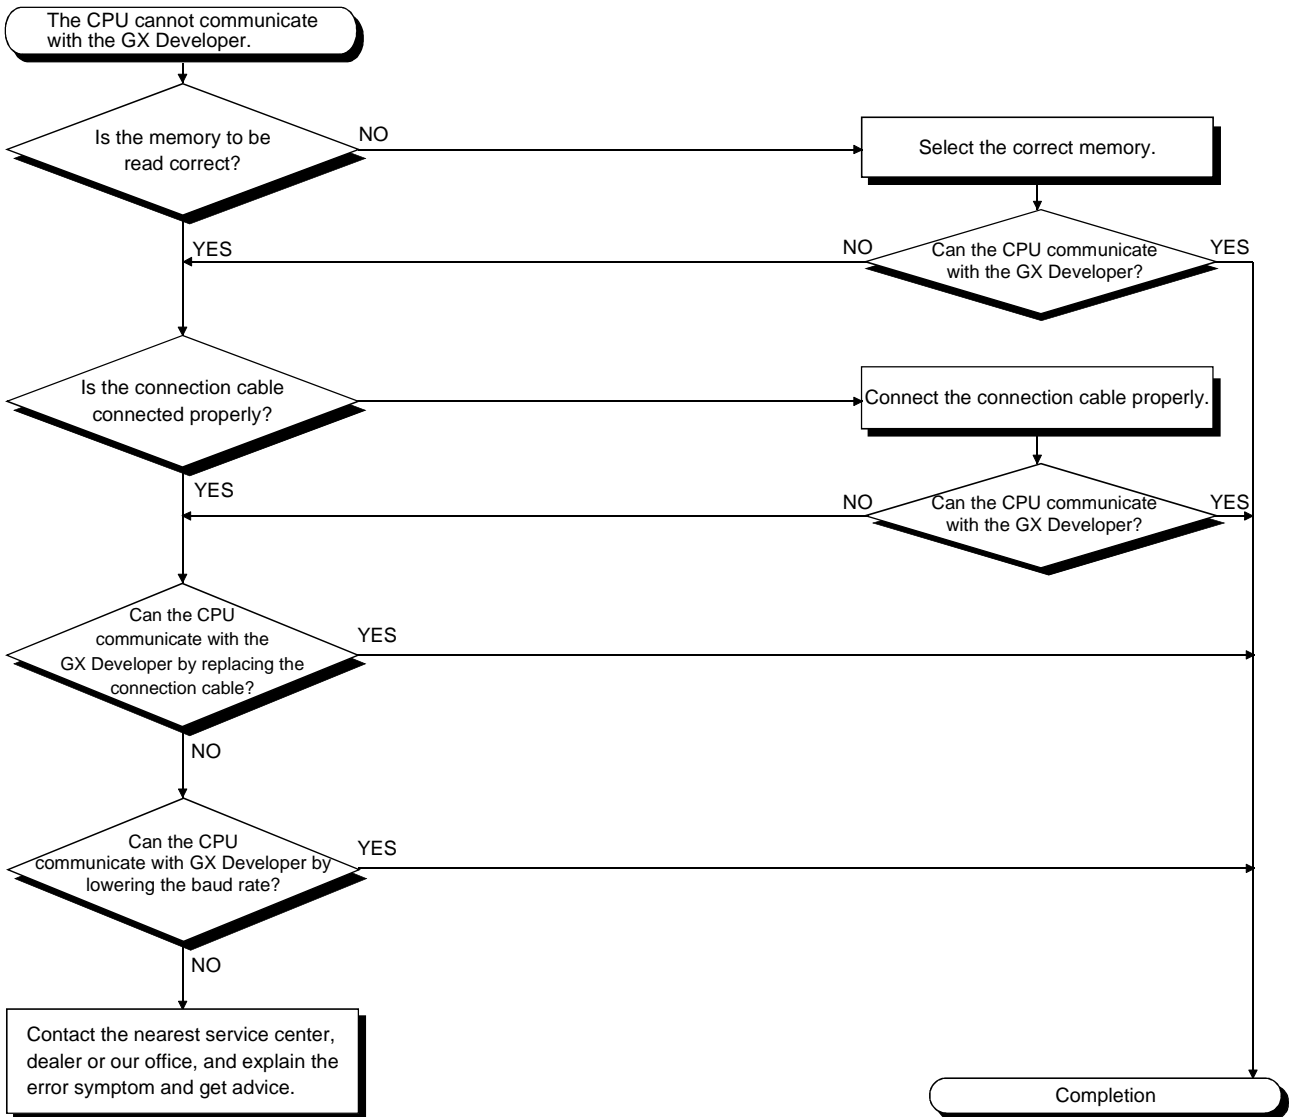 The CPU cannot communicate
with the GX Developer.
Is the memory to be
read correct?
NO
Select the correct memory.
YES
NO
Can the CPU communicate
with the GX Developer?
YES
Is the connection cable
connected properly?
Connect the connection cable properly.
YES
NO
Can the CPU communicate
with the GX Developer?
YES
Can the CPU
communicate with the
GX Developer by replacing the
connection cable?
YES
NO
Can the CPU
communicate with GX Developer by
lowering the baud rate?
YES
NO
Contact the nearest service center,
dealer or our office, and explain the
error symptom and get advice.
Completion